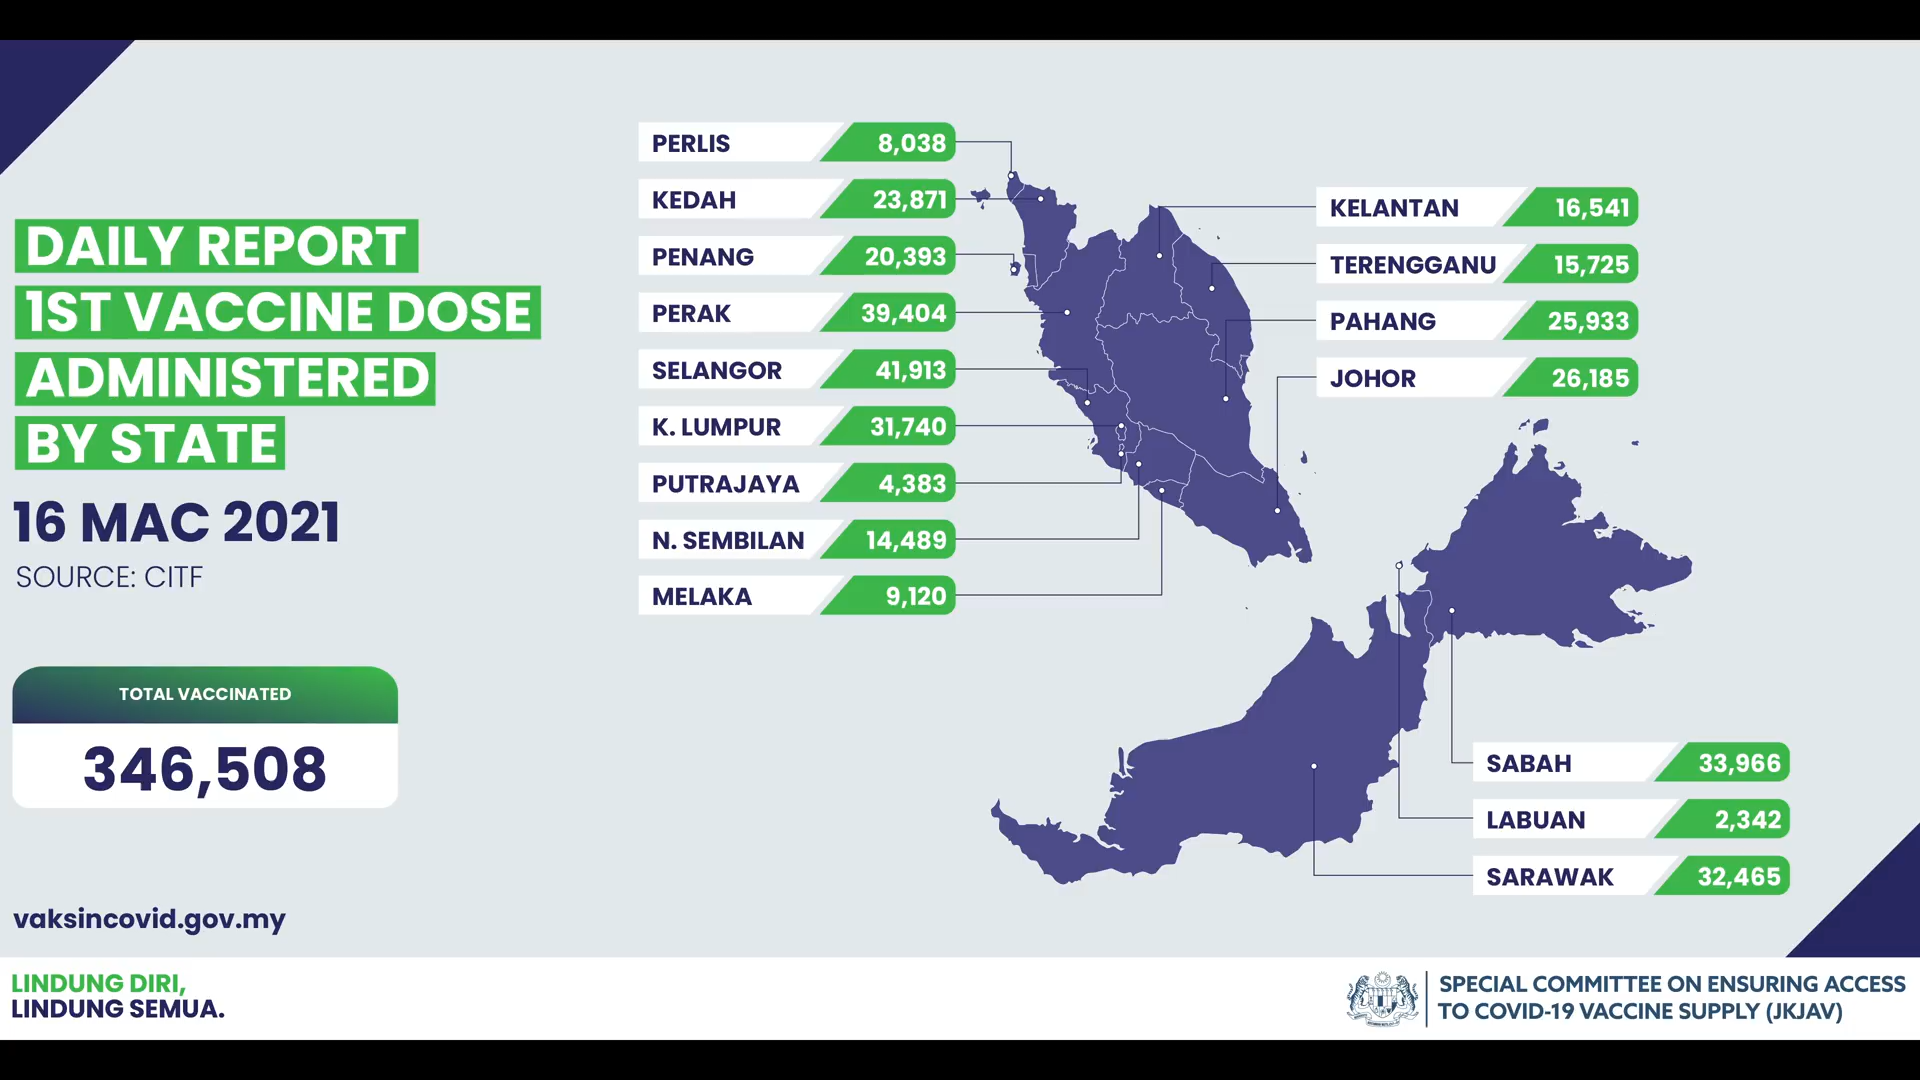 DAILY REPORT
1ST VACCINE DOSE
ADMINISTERED
BY STATE
16 MAC 2021
SOURCE: CITF
TOTAL VACCINATED
346,508
vaksincovid.gov.my
PERLIS 8,038
KEDAH 23,871
PENANG 20,393
PERAK 39,404
SELANGOR 41,913
K. LUMPUR 31,740
PUTRAJAYA 4,383
N. SEMBILAN 14,489
MELAKA 9,120
KELANTAN 16,541
TERENGGANU 15,725
PAHANG 25,933
JOHOR 26,185
SABAH 33,966
LABUAN 2,342
SARAWAK 32,465
LINDUNG DIRI,
LINDUNG SEMUA.
SPECIAL COMMITTEE ON ENSURING ACCESS
TO COVID-19 VACCINE SUPPLY (JKJAV)